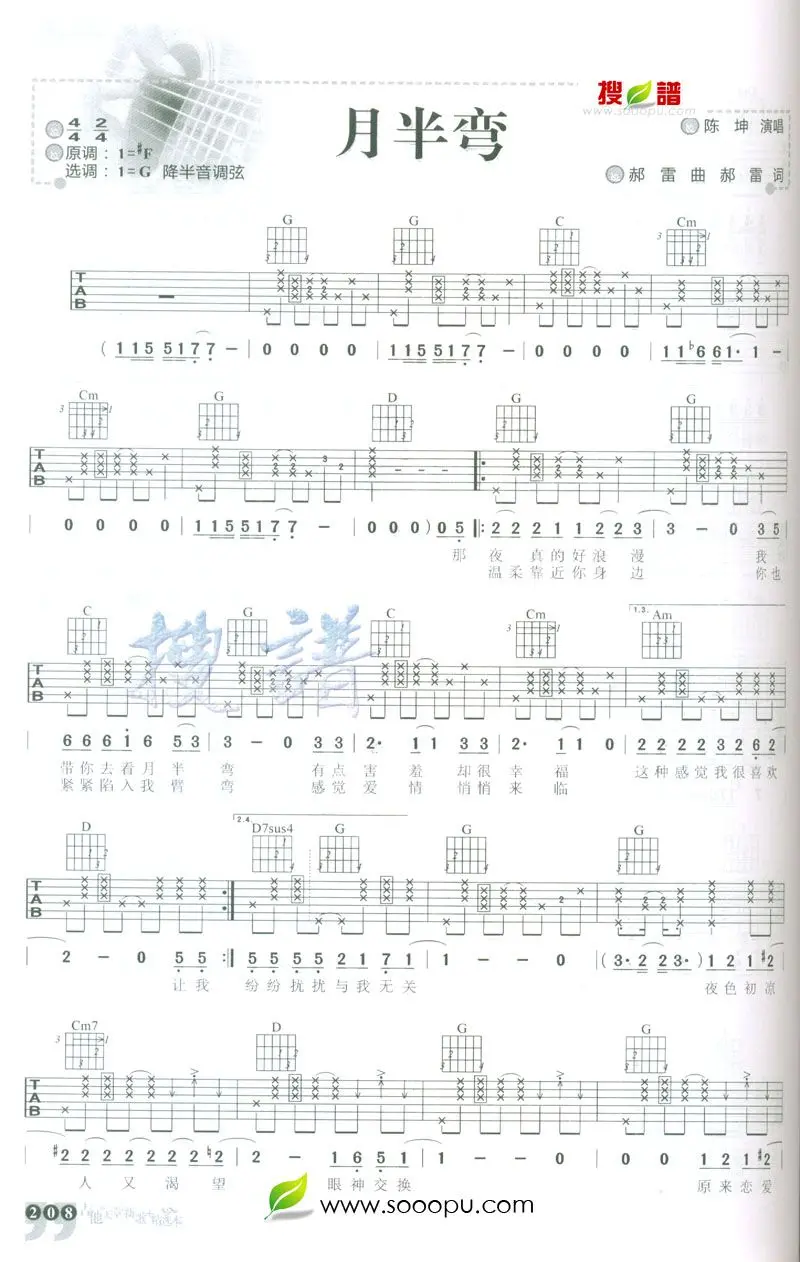 搜 譜
www.sooopu.com
月半弯
4/4 2/4
原调：1=#F
选调：1=G 降半音调弦
陈 坤 演唱
郝 雷 曲 郝 雷 词
G G C Cm
T A B
( 1 1 5 5 1 7 7 - | 0 0 0 0 | 1 1 5 5 1 7 7 - | 0 0 0 0 | 1 1 b6 6 1· 1 -
Cm G D G G
T A B
0 0 0 0 | 1 1 5 5 1 7 7 - | 0 0 0 ) 0 5 |: 2 2 2 1 1 2 2 3 | 3 - 0 3 5
那 夜 真的好浪 漫 我
温柔靠近你身 边 你也
C G C Cm 1.3. Am
搜 譜
T A B
6 6 6 1 6 5 3 | 3 - 0 3 3 | 2· 1 1 3 3 | 2· 1 1 0 | 2 2 2 2 3 2 6 2
带你去看月 半 弯 有点害 羞 却很幸 福 这种感觉我很喜欢
紧紧陷入我 臂 弯 感觉爱 情 悄悄来 临
D 2.4. D7sus4 G G G
T A B
2 - 0 5 5 :| 5 5 5 5 5 2 1 7 1 | 1 - - 0 | (3· 2 2 3·) 1 2 1 #2
让我 纷纷扰扰与我无关 夜色初凉
Cm7 D G G
T A B
#2 2 2 2 2 2 2 ♮2 | 2 - 1 6 5 1 | 1 - - 0 | 0 0 1 2 1 #2
人 又 渴 望 眼神交换 原来恋爱
208
www.sooopu.com